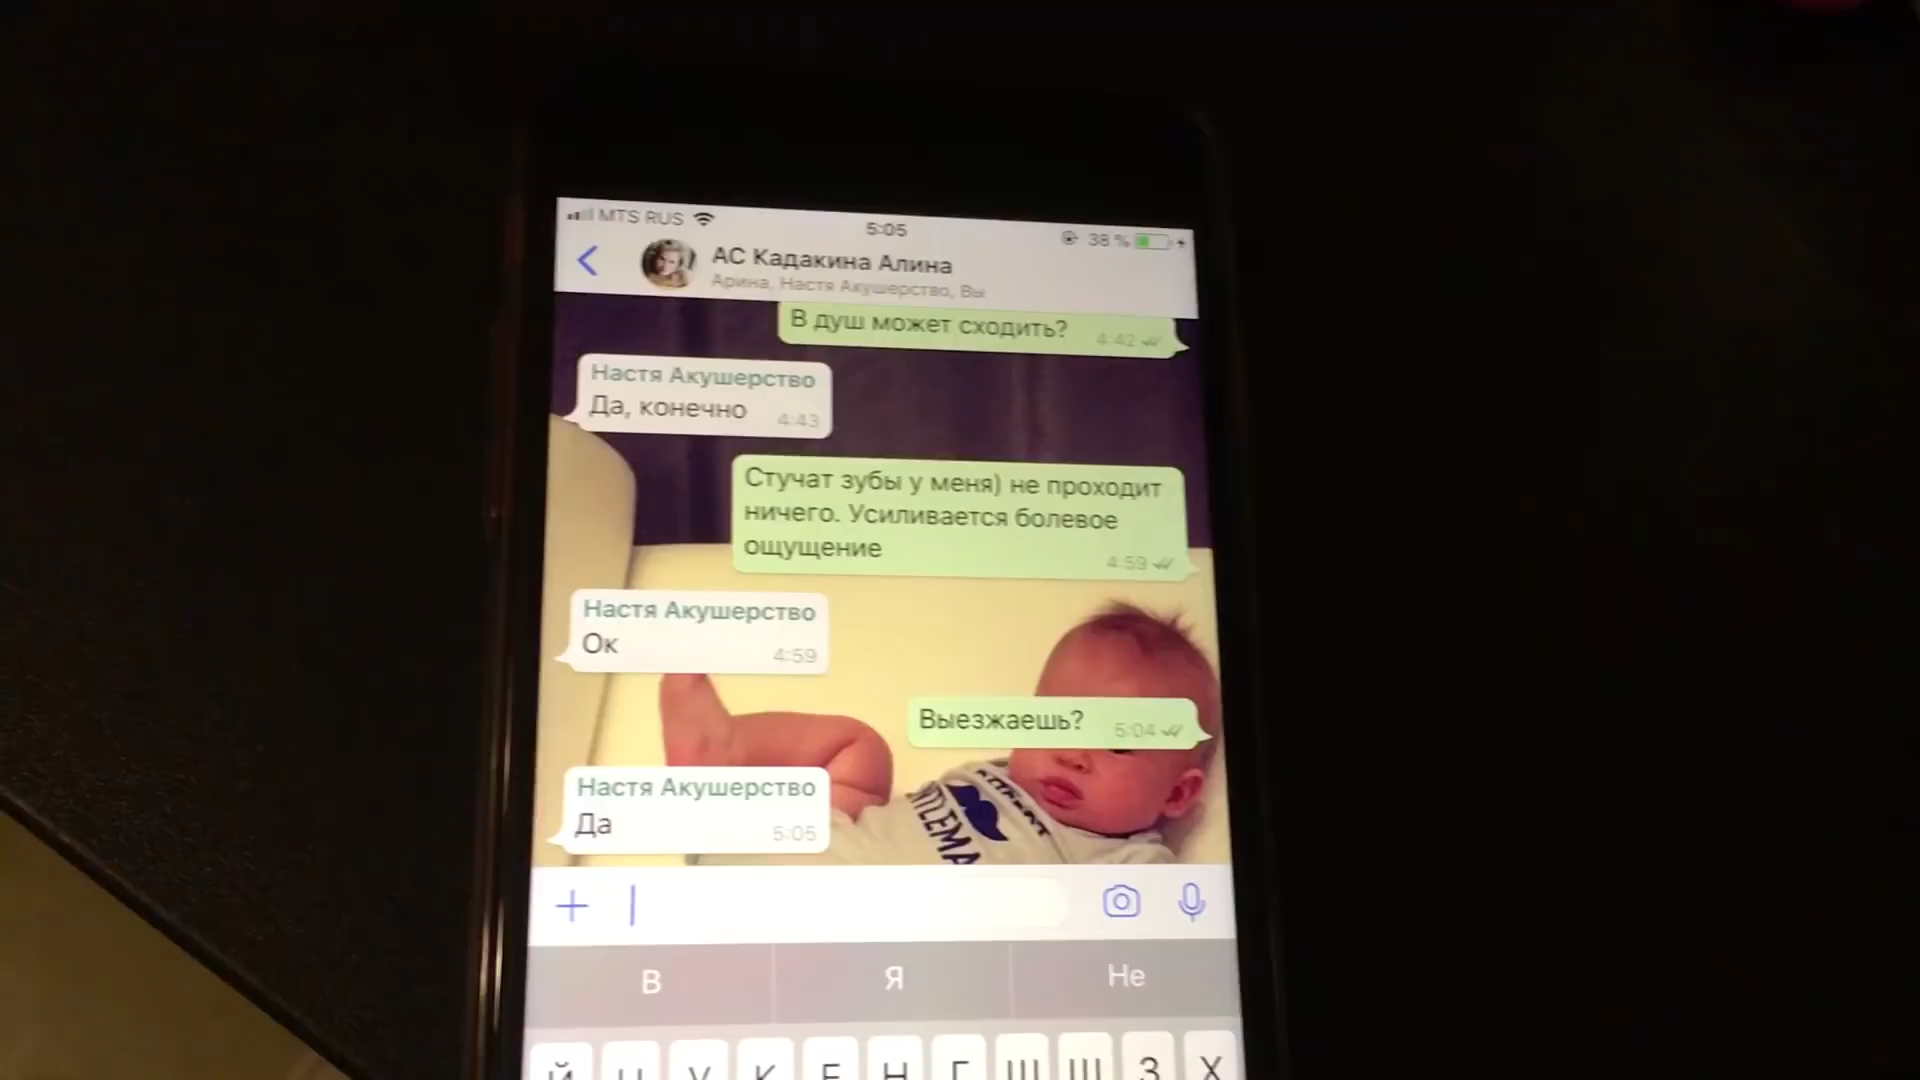 MTS RUS
5:05
38 %
АС Кадакина Алина
Арина, Настя Акушерство, Вы
В душ может сходить? 4:42
Настя Акушерство
Да, конечно 4:43
Стучат зубы у меня) не проходит
ничего. Усиливается болевое
ощущение 4:59
Настя Акушерство
Ок 4:59
Выезжаешь? 5:04
Настя Акушерство
Да 5:05
В Я Не
Й Ц У К Е Н Г Ш Щ З Х